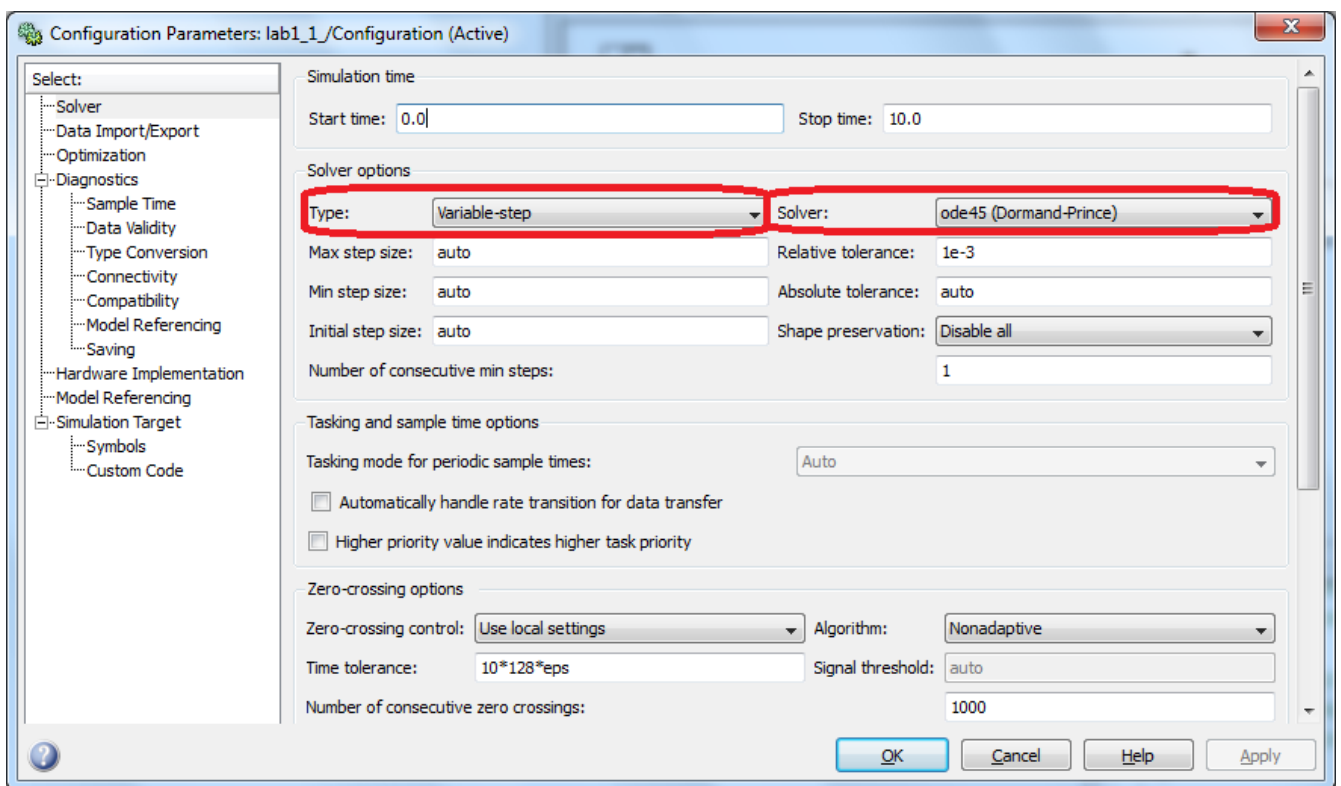 Configuration Parameters: lab1_1_/Configuration (Active)
Select:
Solver
Data Import/Export
Optimization
Diagnostics
Sample Time
Data Validity
Type Conversion
Connectivity
Compatibility
Model Referencing
Saving
Hardware Implementation
Model Referencing
Simulation Target
Symbols
Custom Code
Simulation time
Start time: 0.0 Stop time: 10.0
Solver options
Type: Variable-step Solver: ode45 (Dormand-Prince)
Max step size: auto Relative tolerance: 1e-3
Min step size: auto Absolute tolerance: auto
Initial step size: auto Shape preservation: Disable all
Number of consecutive min steps: 1
Tasking and sample time options
Tasking mode for periodic sample times: Auto
Automatically handle rate transition for data transfer
Higher priority value indicates higher task priority
Zero-crossing options
Zero-crossing control: Use local settings Algorithm: Nonadaptive
Time tolerance: 10*128*eps Signal threshold: auto
Number of consecutive zero crossings: 1000
OK Cancel Help Apply